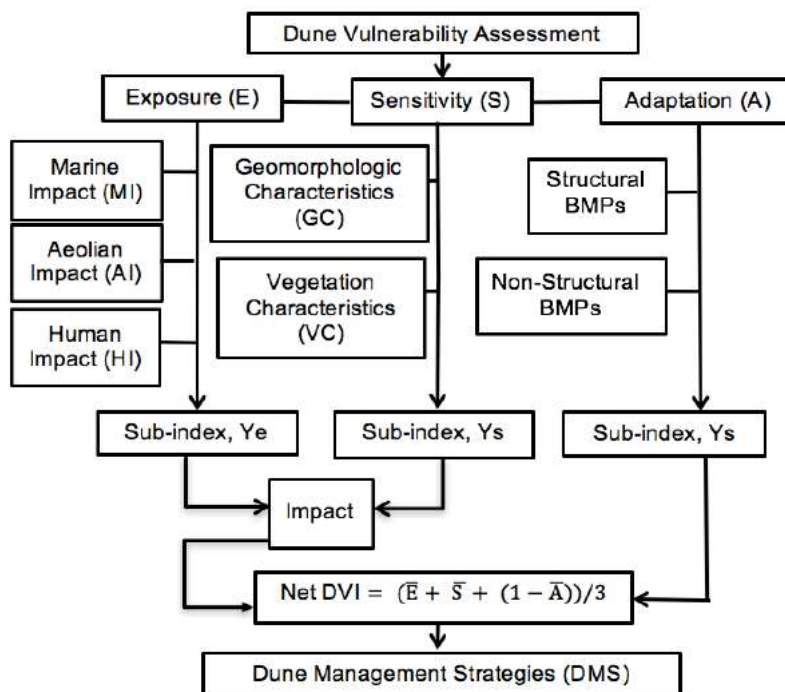 Dune Vulnerability Assessment
Exposure (E)
Sensitivity (S)
Adaptation (A)
Marine
Impact (MI)
Aeolian
Impact (AI)
Human
Impact (HI)
Geomorphologic
Characteristics
(GC)
Vegetation
Characteristics
(VC)
Structural
BMPs
Non-Structural
BMPs
Sub-index, Ye
Sub-index, Ys
Sub-index, Ys
Impact
Net DVI = (E̅ + S̅ + (1 − A̅))/3
Dune Management Strategies (DMS)